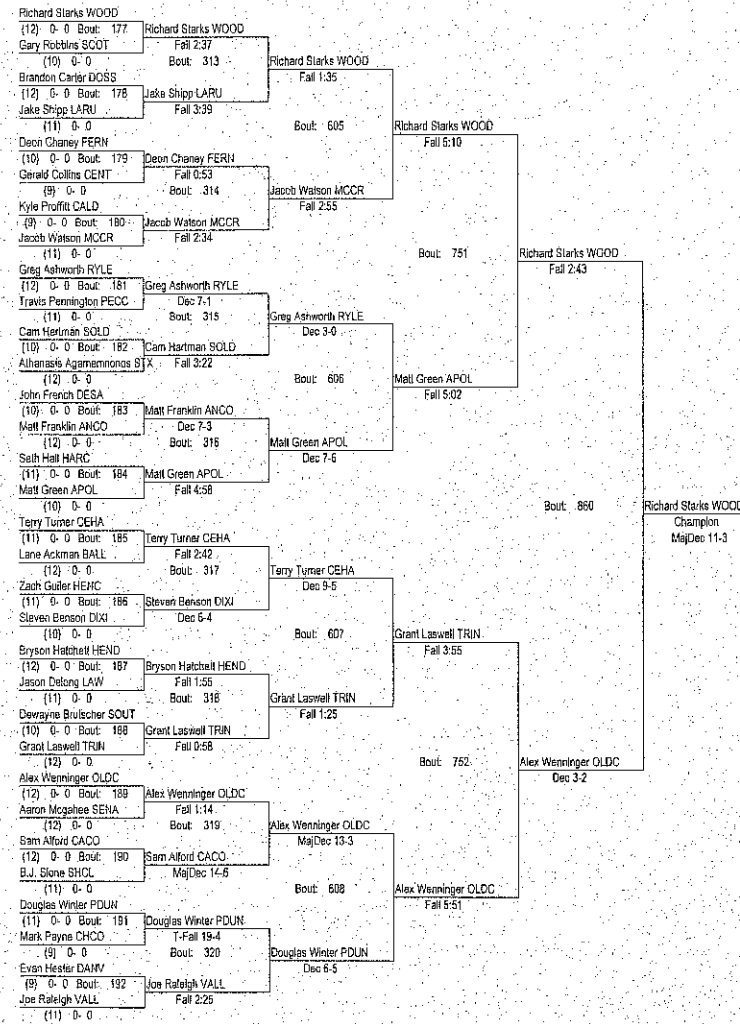 Richard Starks WOOD
(12) 0- 0 Bout: 177
Gary Robbins SCOT
(10) 0- 0
Brandon Carter DOSS
(12) 0- 0 Bout: 178
Jake Shipp LARU
(11) 0- 0
Deon Chaney FERN
(10) 0- 0 Bout: 179
Gerald Collins CENT
(9) 0- 0
Kyle Proffitt CALD
(9) 0- 0 Bout: 180
Jacob Watson MCCR
(11) 0- 0
Greg Ashworth RYLE
(12) 0- 0 Bout: 181
Travis Pennington PECC
(11) 0- 0
Cam Hartman SOLD
(10) 0- 0 Bout: 182
Athanasis Agamemnonos STX
(12) 0- 0
John French DESA
(10) 0- 0 Bout: 183
Matt Franklin ANCO
(12) 0- 0
Seth Hall HARC
(11) 0- 0 Bout: 184
Matt Green APOL
(10) 0- 0
Terry Turner CEHA
(11) 0- 0 Bout: 185
Lane Ackman BALL
(12) 0- 0
Zach Guiler HENC
(11) 0- 0 Bout: 186
Steven Benson DIXI
(10) 0- 0
Bryson Hatchett HEND
(12) 0- 0 Bout: 187
Jason Delong LAW
(11) 0- 0
Dewayne Brutscher SOUT
(10) 0- 0 Bout: 188
Grant Laswell TRIN
(12) 0- 0
Alex Wenninger OLDC
(12) 0- 0 Bout: 189
Aaron Mcgahee SENA
(12) 0- 0
Sam Alford CACO
(12) 0- 0 Bout: 190
B.J. Slone SHCL
(11) 0- 0
Douglas Winter PDUN
(11) 0- 0 Bout: 191
Mark Payne CHCO
(9) 0- 0
Evan Hester DANV
(9) 0- 0 Bout: 192
Joe Raleigh VALL
(11) 0- 0
Richard Starks WOOD
Fall 2:37
Bout: 313
Jake Shipp LARU
Fall 3:39
Deon Chaney FERN
Fall 0:53
Bout: 314
Jacob Watson MCCR
Fall 2:34
Greg Ashworth RYLE
Dec 7-1
Bout: 315
Cam Hartman SOLD
Fall 3:22
Matt Franklin ANCO
Dec 7-3
Bout: 316
Matt Green APOL
Fall 4:58
Terry Turner CEHA
Fall 2:42
Bout: 317
Steven Benson DIXI
Dec 6-4
Bryson Hatchett HEND
Fall 1:55
Bout: 318
Grant Laswell TRIN
Fall 0:58
Alex Wenninger OLDC
Fall 1:14
Bout: 319
Sam Alford CACO
MajDec 14-6
Douglas Winter PDUN
T-Fall 19-4
Bout: 320
Joe Raleigh VALL
Fall 2:25
Richard Starks WOOD
Fall 1:35
Bout: 605
Jacob Watson MCCR
Fall 2:55
Greg Ashworth RYLE
Dec 3-0
Bout: 606
Matt Green APOL
Dec 7-6
Terry Turner CEHA
Dec 9-5
Bout: 607
Grant Laswell TRIN
Fall 1:25
Alex Wenninger OLDC
MajDec 13-3
Bout: 608
Douglas Winter PDUN
Dec 6-5
Richard Starks WOOD
Fall 5:10
Bout: 751
Matt Green APOL
Fall 5:02
Grant Laswell TRIN
Fall 3:55
Bout: 752
Alex Wenninger OLDC
Fall 5:51
Richard Starks WOOD
Fall 2:43
Bout: 860
Alex Wenninger OLDC
Dec 3-2
Richard Starks WOOD
Champion
MajDec 11-3